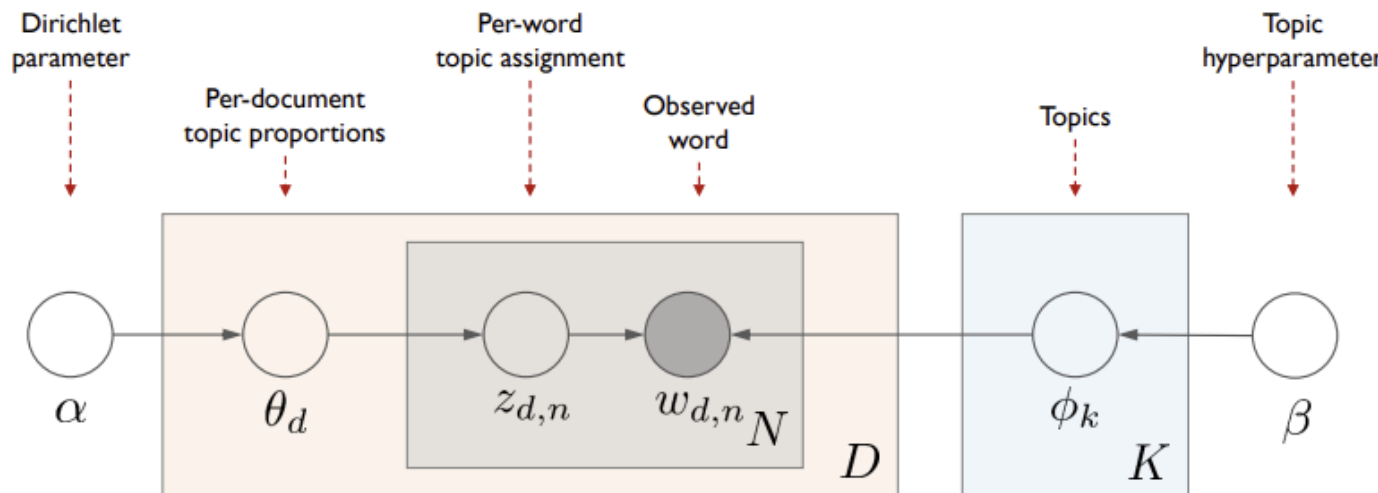 Dirichlet
parameter
Per-document
topic proportions
Per-word
topic assignment
Observed
word
Topics
Topic
hyperparameter
α
θ_d
z_{d,n}
w_{d,n}
N
D
ϕ_k
K
β